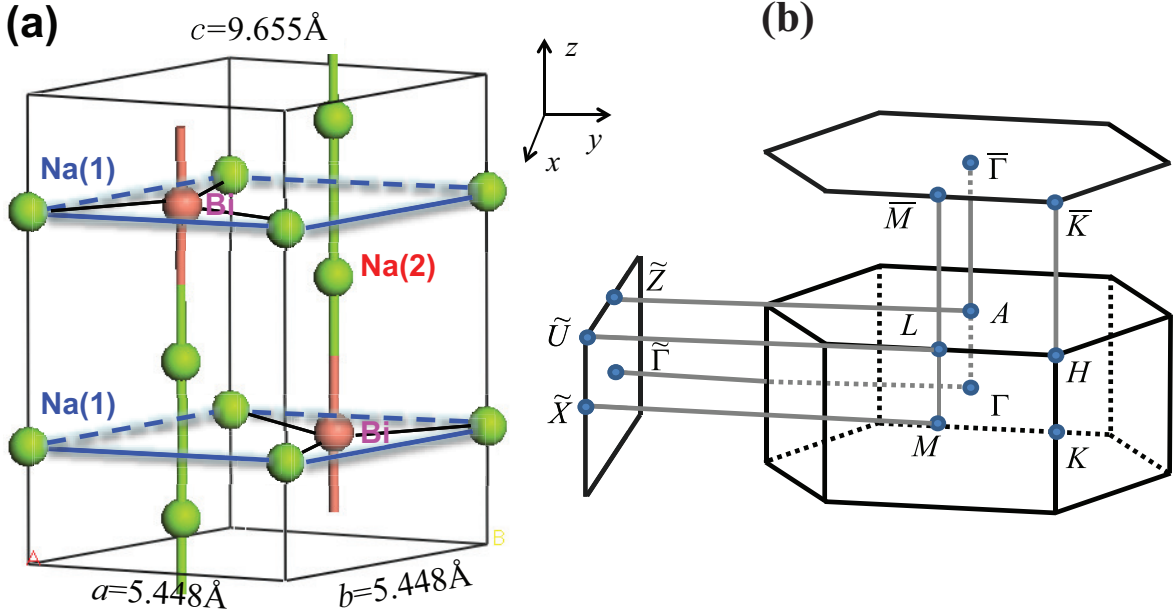 (a)
c=9.655Å
z
y
x
Na(1)
Bi
Na(2)
Na(1)
Bi
A
B
a=5.448Å
b=5.448Å
(b)
Γ̅
M̅
K̅
Z̃
Ũ
Γ̃
X̃
L
A
H
Γ
M
K